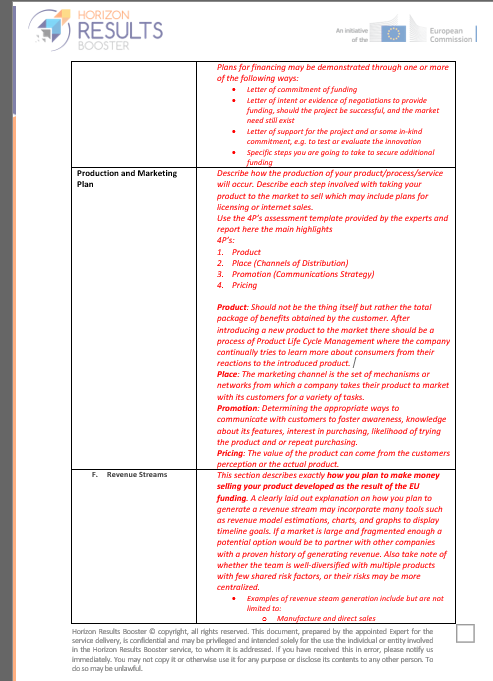 HORIZON
RESULTS
BOOSTER
An initiative
of the
European
Commission
Plans for financing may be demonstrated through one or more
of the following ways:
• Letter of commitment of funding
• Letter of intent or evidence of negotiations to provide
funding, should the project be successful, and the market
need still exist
• Letter of support for the project and or some in-kind
commitment, e.g. to test or evaluate the innovation
• Specific steps you are going to take to secure additional
funding
Production and Marketing
Plan
Describe how the production of your product/process/service
will occur. Describe each step involved with taking your
product to the market to sell which may include plans for
licensing or internet sales.
Use the 4P's assessment template provided by the experts and
report here the main highlights
4P's:
1. Product
2. Place (Channels of Distribution)
3. Promotion (Communications Strategy)
4. Pricing
Product: Should not be the thing itself but rather the total
package of benefits obtained by the customer. After
introducing a new product to the market there should be a
process of Product Life Cycle Management where the company
continually tries to learn more about consumers from their
reactions to the introduced product.
Place: The marketing channel is the set of mechanisms or
networks from which a company takes their product to market
with its customers for a variety of tasks.
Promotion: Determining the appropriate ways to
communicate with customers to foster awareness, knowledge
about its features, interest in purchasing, likelihood of trying
the product and or repeat purchasing.
Pricing: The value of the product can come from the customers
perception or the actual product.
F. Revenue Streams
This section describes exactly how you plan to make money
selling your product developed as the result of the EU
funding. A clearly laid out explanation on how you plan to
generate a revenue stream may incorporate many tools such
as revenue model estimations, charts, and graphs to display
timeline goals. If a market is large and fragmented enough a
potential option would be to partner with other companies
with a proven history of generating revenue. Also take note of
whether the team is well-diversified with multiple products
with few shared risk factors, or their risks may be more
centralized.
• Examples of revenue steam generation include but are not
limited to:
o Manufacture and direct sales
Horizon Results Booster © copyright, all rights reserved. This document, prepared by the appointed Expert for the
service delivery, is confidential and may be privileged and intended solely for the use the individual or entity involved
in the Horizon Results Booster service, to whom it is addressed. If you have received this in error, please notify us
immediately. You may not copy it or otherwise use it for any purpose or disclose its contents to any other person. To
do so may be unlawful.